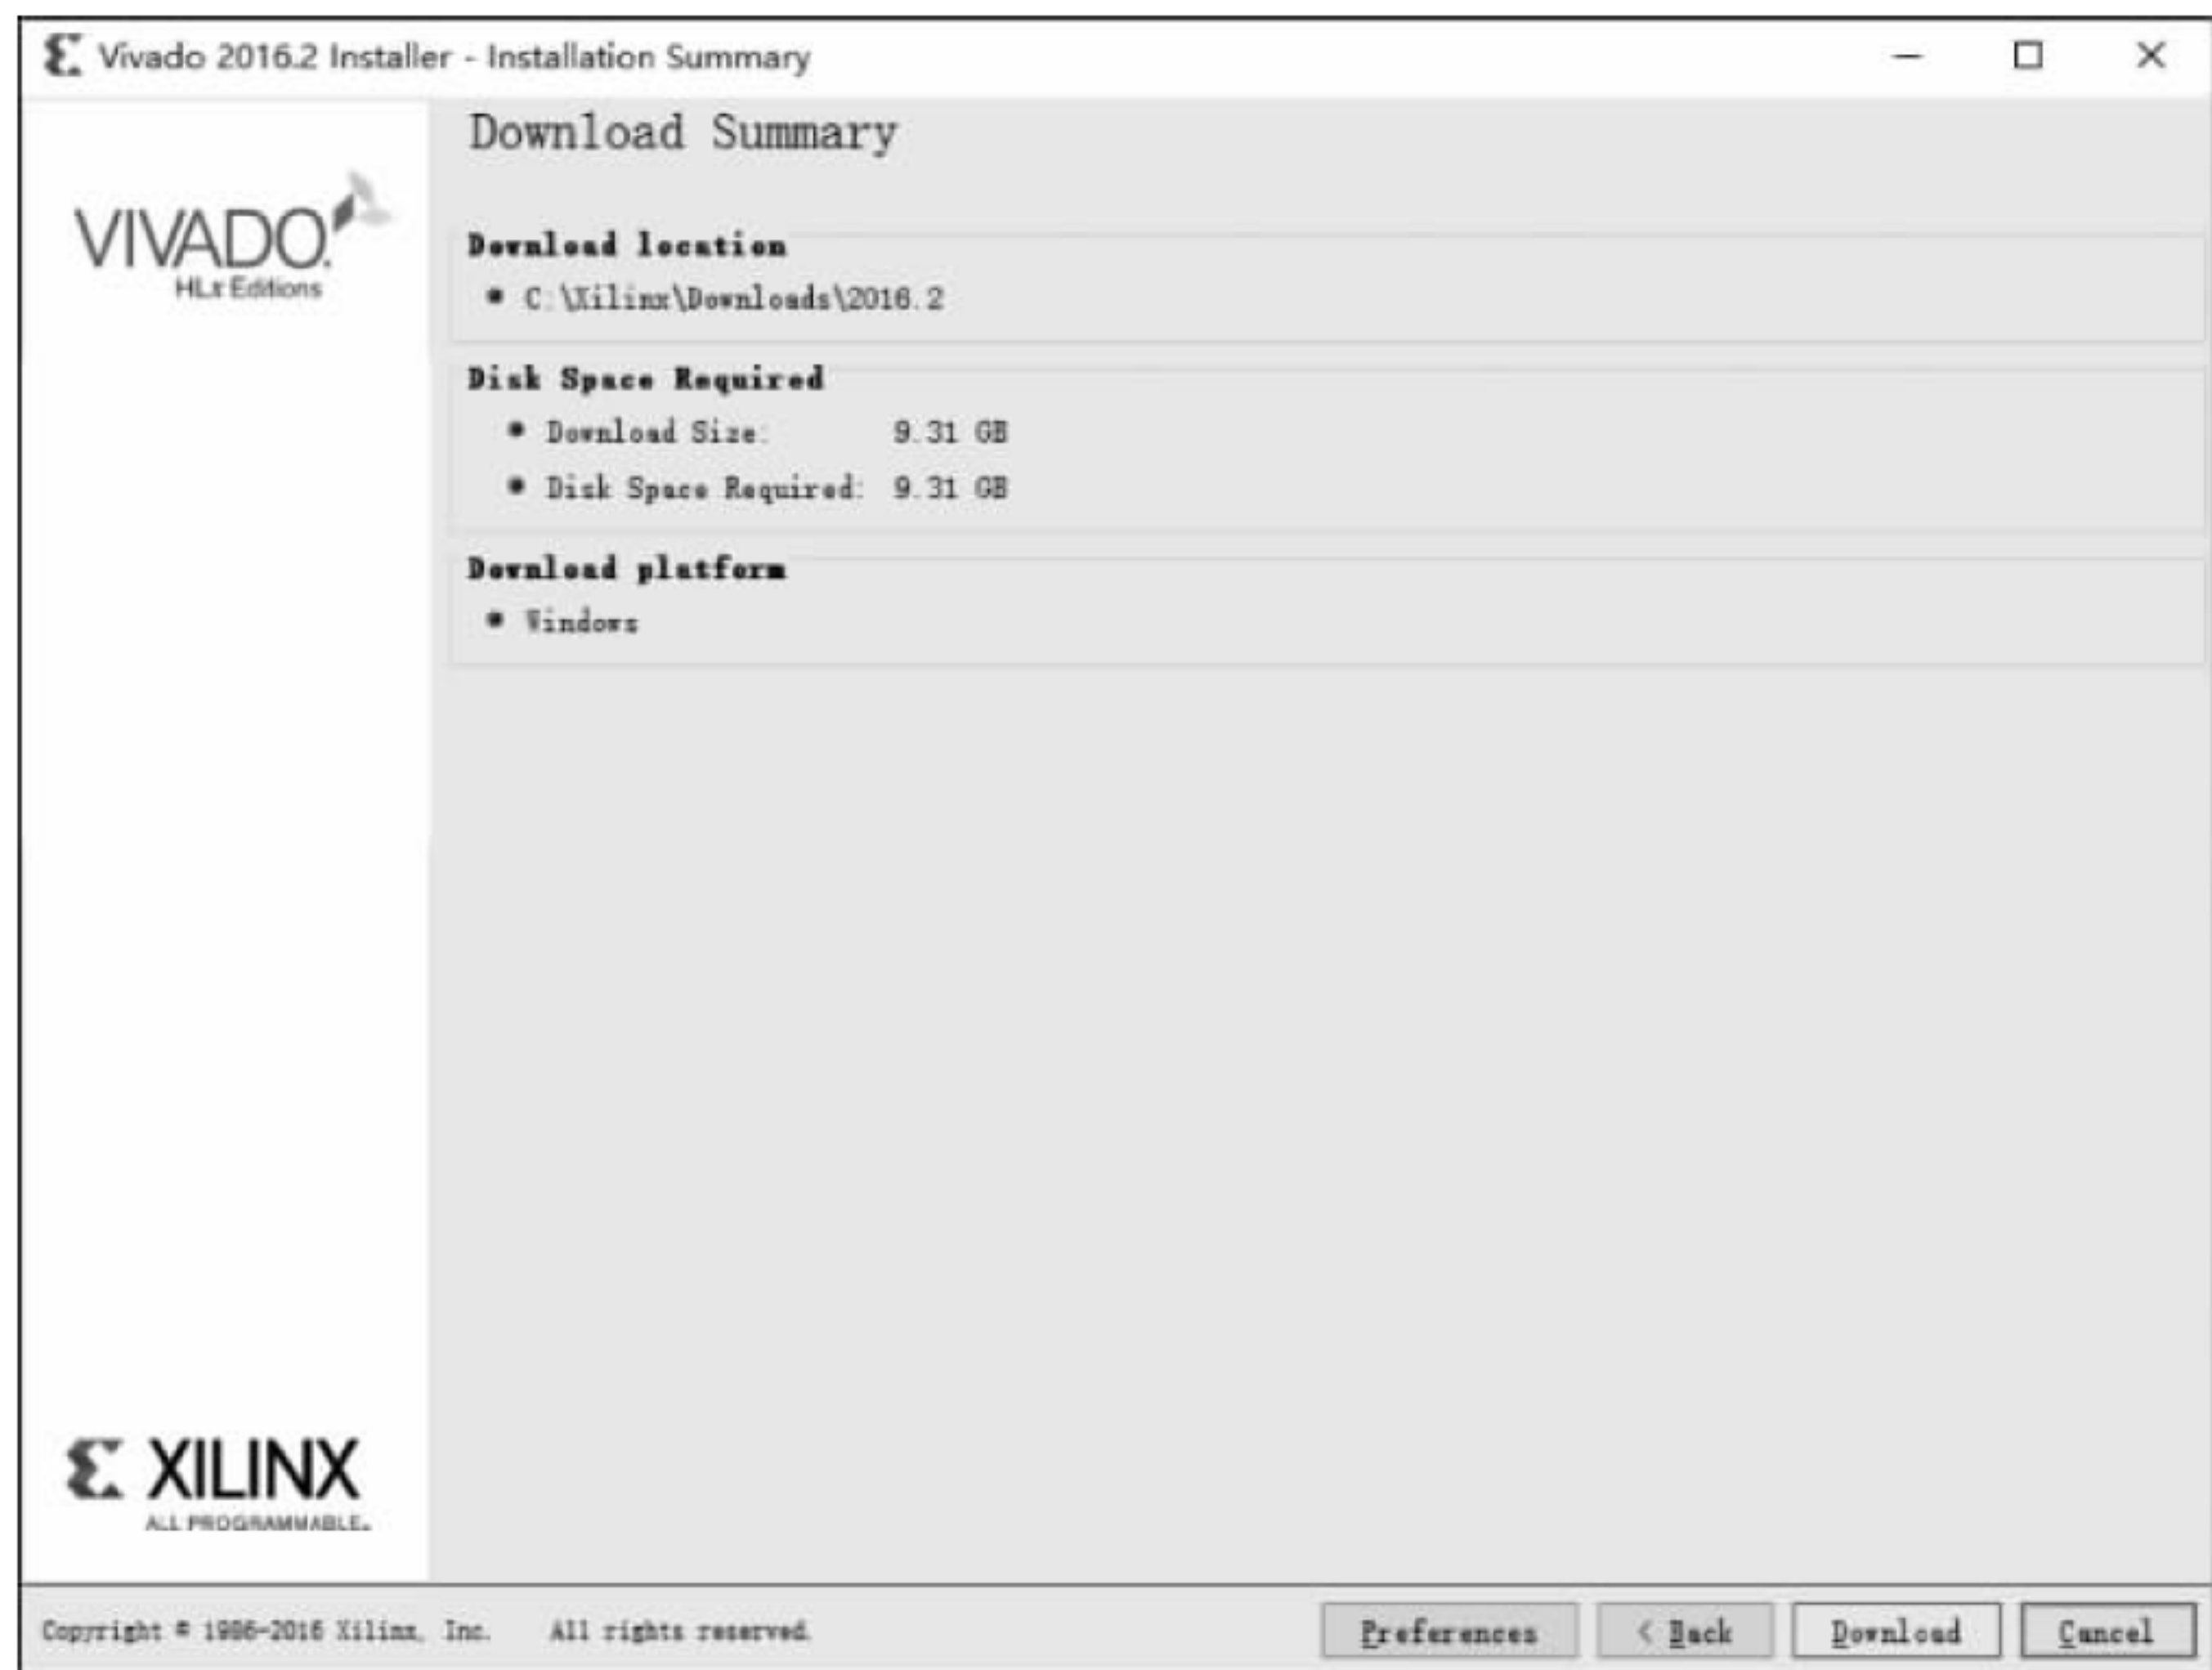 Vivado 2016.2 Installer - Installation Summary
Download Summary
VIVADO.
HLx Editions
Download location
• C:\Xilinx\Downloads\2016.2
Disk Space Required
• Download Size: 9.31 GB
• Disk Space Required: 9.31 GB
Download platform
• Windows
XILINX
ALL PROGRAMMABLE.
Copyright © 1986-2016 Xilinx, Inc. All rights reserved.
Preferences
< Back
Download
Cancel